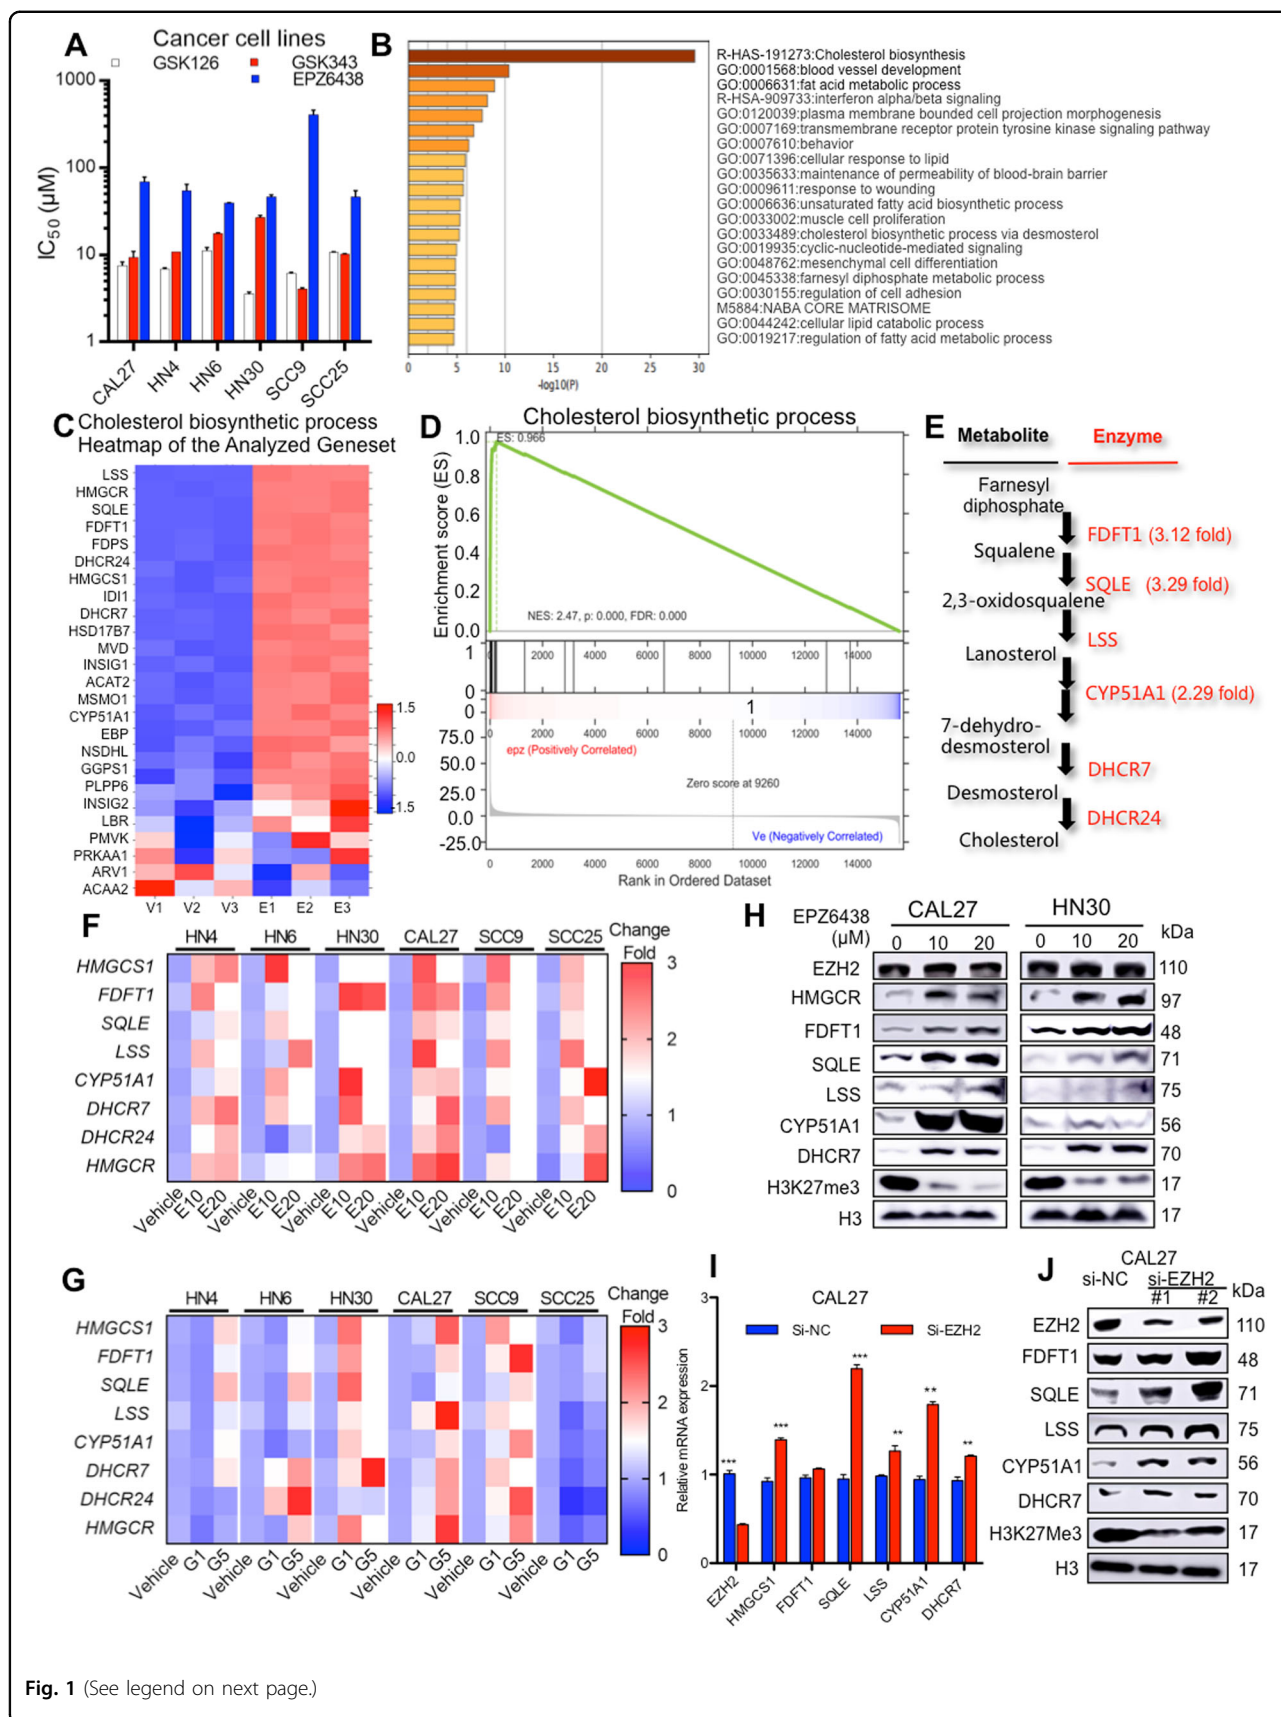 A
Cancer cell lines
GSK126
GSK343
EPZ6438
IC50 (µM)
1000
100
10
1
CAL27
HN4
HN6
HN30
SCC9
SCC25
B
R-HAS-191273:Cholesterol biosynthesis
GO:0001568:blood vessel development
GO:0006631:fat acid metabolic process
R-HSA-909733:interferon alpha/beta signaling
GO:0120039:plasma membrane bounded cell projection morphogenesis
GO:0007169:transmembrane receptor protein tyrosine kinase signaling pathway
GO:0007610:behavior
GO:0071396:cellular response to lipid
GO:0035633:maintenance of permeability of blood-brain barrier
GO:0009611:response to wounding
GO:0006636:unsaturated fatty acid biosynthetic process
GO:0033002:muscle cell proliferation
GO:0033489:cholesterol biosynthetic process via desmosterol
GO:0019935:cyclic-nucleotide-mediated signaling
GO:0048762:mesenchymal cell differentiation
GO:0045338:farnesyl diphosphate metabolic process
GO:0030155:regulation of cell adhesion
M5884:NABA CORE MATRISOME
GO:0044242:cellular lipid catabolic process
GO:0019217:regulation of fatty acid metabolic process
0 5 10 15 20 25 30
-log10(P)
C Cholesterol biosynthetic process
Heatmap of the Analyzed Geneset
LSS
HMGCR
SQLE
FDFT1
FDPS
DHCR24
HMGCS1
IDI1
DHCR7
HSD17B7
MVD
INSIG1
ACAT2
MSMO1
CYP51A1
EBP
NSDHL
GGPS1
PLPP6
INSIG2
LBR
PMVK
PRKAA1
ARV1
ACAA2
V1 V2 V3 E1 E2 E3
1.5
0.0
1.5
D Cholesterol biosynthetic process
ES: 0.966
Enrichment score (ES)
1.0
0.8
0.6
0.4
0.2
0.0
NES: 2.47, p: 0.000, FDR: 0.000
0 2000 4000 6000 8000 10000 12000 14000
1
0
0 2000 4000 6000 8000 10000 12000 14000
0
0
1
0 2000 4000 6000 8000 10000 12000 14000
epz (Positively Correlated)
Zero score at 9260
Ve (Negatively Correlated)
75.0
50.0
25.0
0.0
-25.0
0 2000 4000 6000 8000 10000 12000 14000
Rank in Ordered Dataset
E
Metabolite Enzyme
Farnesyl
diphosphate
FDFT1 (3.12 fold)
Squalene
SQLE (3.29 fold)
2,3-oxidosqualene
LSS
Lanosterol
CYP51A1 (2.29 fold)
7-dehydro-
desmosterol
DHCR7
Desmosterol
DHCR24
Cholesterol
F
HN4 HN6 HN30 CAL27 SCC9 SCC25
Change
Fold
HMGCS1
FDFT1
SQLE
LSS
CYP51A1
DHCR7
DHCR24
HMGCR
3
2
1
0
Vehicle E10 E20 Vehicle E10 E20 Vehicle E10 E20 Vehicle E10 E20 Vehicle E10 E20 Vehicle E10 E20
G
HN4 HN6 HN30 CAL27 SCC9 SCC25
Change
Fold
HMGCS1
FDFT1
SQLE
LSS
CYP51A1
DHCR7
DHCR24
HMGCR
3
2
1
0
Vehicle G1 G5 Vehicle G1 G5 Vehicle G1 G5 Vehicle G1 G5 Vehicle G1 G5 Vehicle G1 G5
H
EPZ6438
(µM)
CAL27 HN30
0 10 20 0 10 20 kDa
EZH2 110
HMGCR 97
FDFT1 48
SQLE 71
LSS 75
CYP51A1 56
DHCR7 70
H3K27me3 17
H3 17
I
CAL27
Si-NC Si-EZH2
Relative mRNA expression
3
2
1
0
*** *** *** ** ** **
EZH2
HMGCS1
FDFT1
SQLE
LSS
CYP51A1
DHCR7
J
CAL27
si-NC si-EZH2 kDa
#1 #2
EZH2 110
FDFT1 48
SQLE 71
LSS 75
CYP51A1 56
DHCR7 70
H3K27Me3 17
H3 17
Fig. 1 (See legend on next page.)